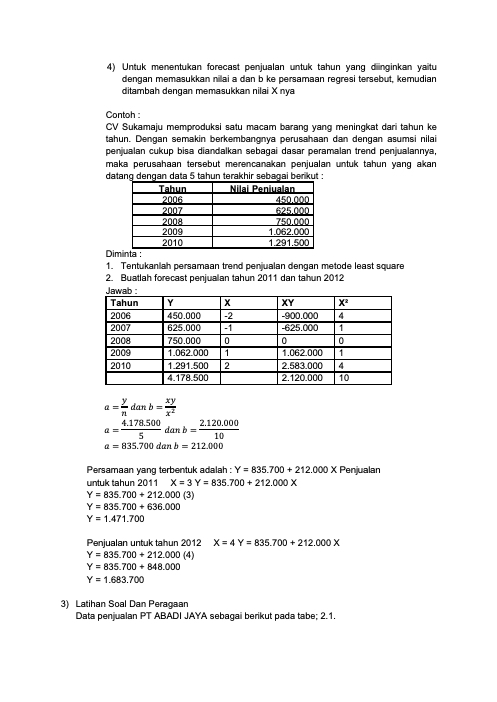 4) Untuk menentukan forecast penjualan untuk tahun yang diinginkan yaitu
dengan memasukkan nilai a dan b ke persamaan regresi tersebut, kemudian
ditambah dengan memasukkan nilai X nya
Contoh :
CV Sukamaju memproduksi satu macam barang yang meningkat dari tahun ke
tahun. Dengan semakin berkembangnya perusahaan dan dengan asumsi nilai
penjualan cukup bisa diandalkan sebagai dasar peramalan trend penjualannya,
maka perusahaan tersebut merencanakan penjualan untuk tahun yang akan
datang dengan data 5 tahun terakhir sebagai berikut :
Tahun Nilai Penjualan
2006 450.000
2007 625.000
2008 750.000
2009 1.062.000
2010 1.291.500
Diminta :
1. Tentukanlah persamaan trend penjualan dengan metode least square
2. Buatlah forecast penjualan tahun 2011 dan tahun 2012
Jawab :
Tahun Y X XY X²
2006 450.000 -2 -900.000 4
2007 625.000 -1 -625.000 1
2008 750.000 0 0 0
2009 1.062.000 1 1.062.000 1
2010 1.291.500 2 2.583.000 4
4.178.500 2.120.000 10
a = y/n dan b = xy/x²
a = 4.178.500/5 dan b = 2.120.000/10
a = 835.700 dan b = 212.000
Persamaan yang terbentuk adalah : Y = 835.700 + 212.000 X Penjualan
untuk tahun 2011 X = 3 Y = 835.700 + 212.000 X
Y = 835.700 + 212.000 (3)
Y = 835.700 + 636.000
Y = 1.471.700
Penjualan untuk tahun 2012 X = 4 Y = 835.700 + 212.000 X
Y = 835.700 + 212.000 (4)
Y = 835.700 + 848.000
Y = 1.683.700
3) Latihan Soal Dan Peragaan
Data penjualan PT ABADI JAYA sebagai berikut pada tabe; 2.1.